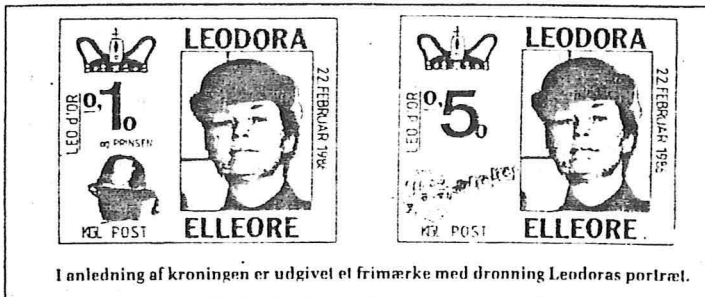 LEODORA
LEO d'OR
0,10
og PRINSEN
22 FEBRUAR 198
KGL POST
ELLEORE
LEODORA
LEO d'OR
0,50
22 FEBRUAR 198
KGL POST
ELLEORE
I anledning af kroningen er udgivet et frimærke med dronning Leodoras portræt.